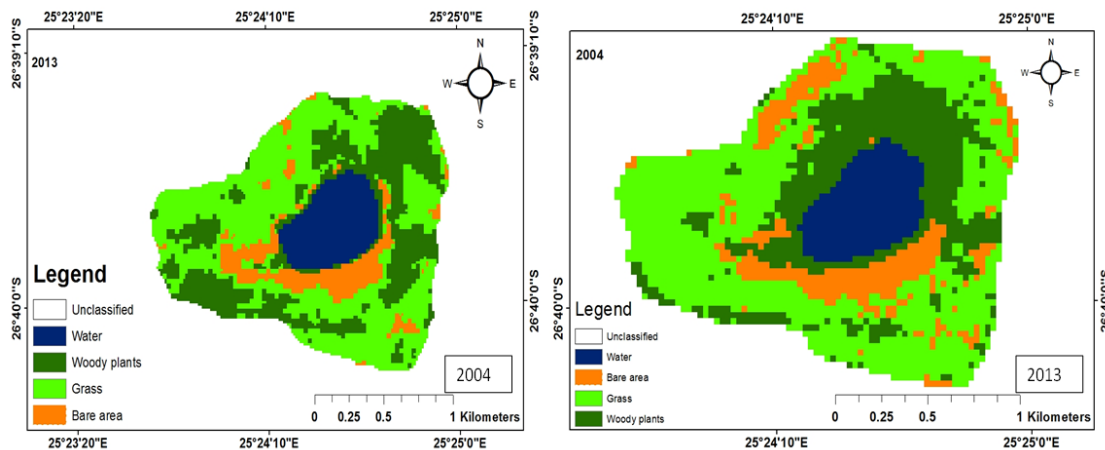 25°23'20"E 25°24'10"E 25°25'0"E
26°39'10"S
26°39'10"S
2013
N
W E
S
Legend
Unclassified
Water
Woody plants
Grass
Bare area
26°40'0"S
26°40'0"S
2004
0 0.25 0.5 1 Kilometers
25°23'20"E 25°24'10"E 25°25'0"E
25°24'10"E 25°25'0"E
2004
N
W E
S
Legend
Unclassified
Water
Bare area
Grass
Woody plants
2013
0 0.25 0.5 1 Kilometers
25°24'10"E 25°25'0"E